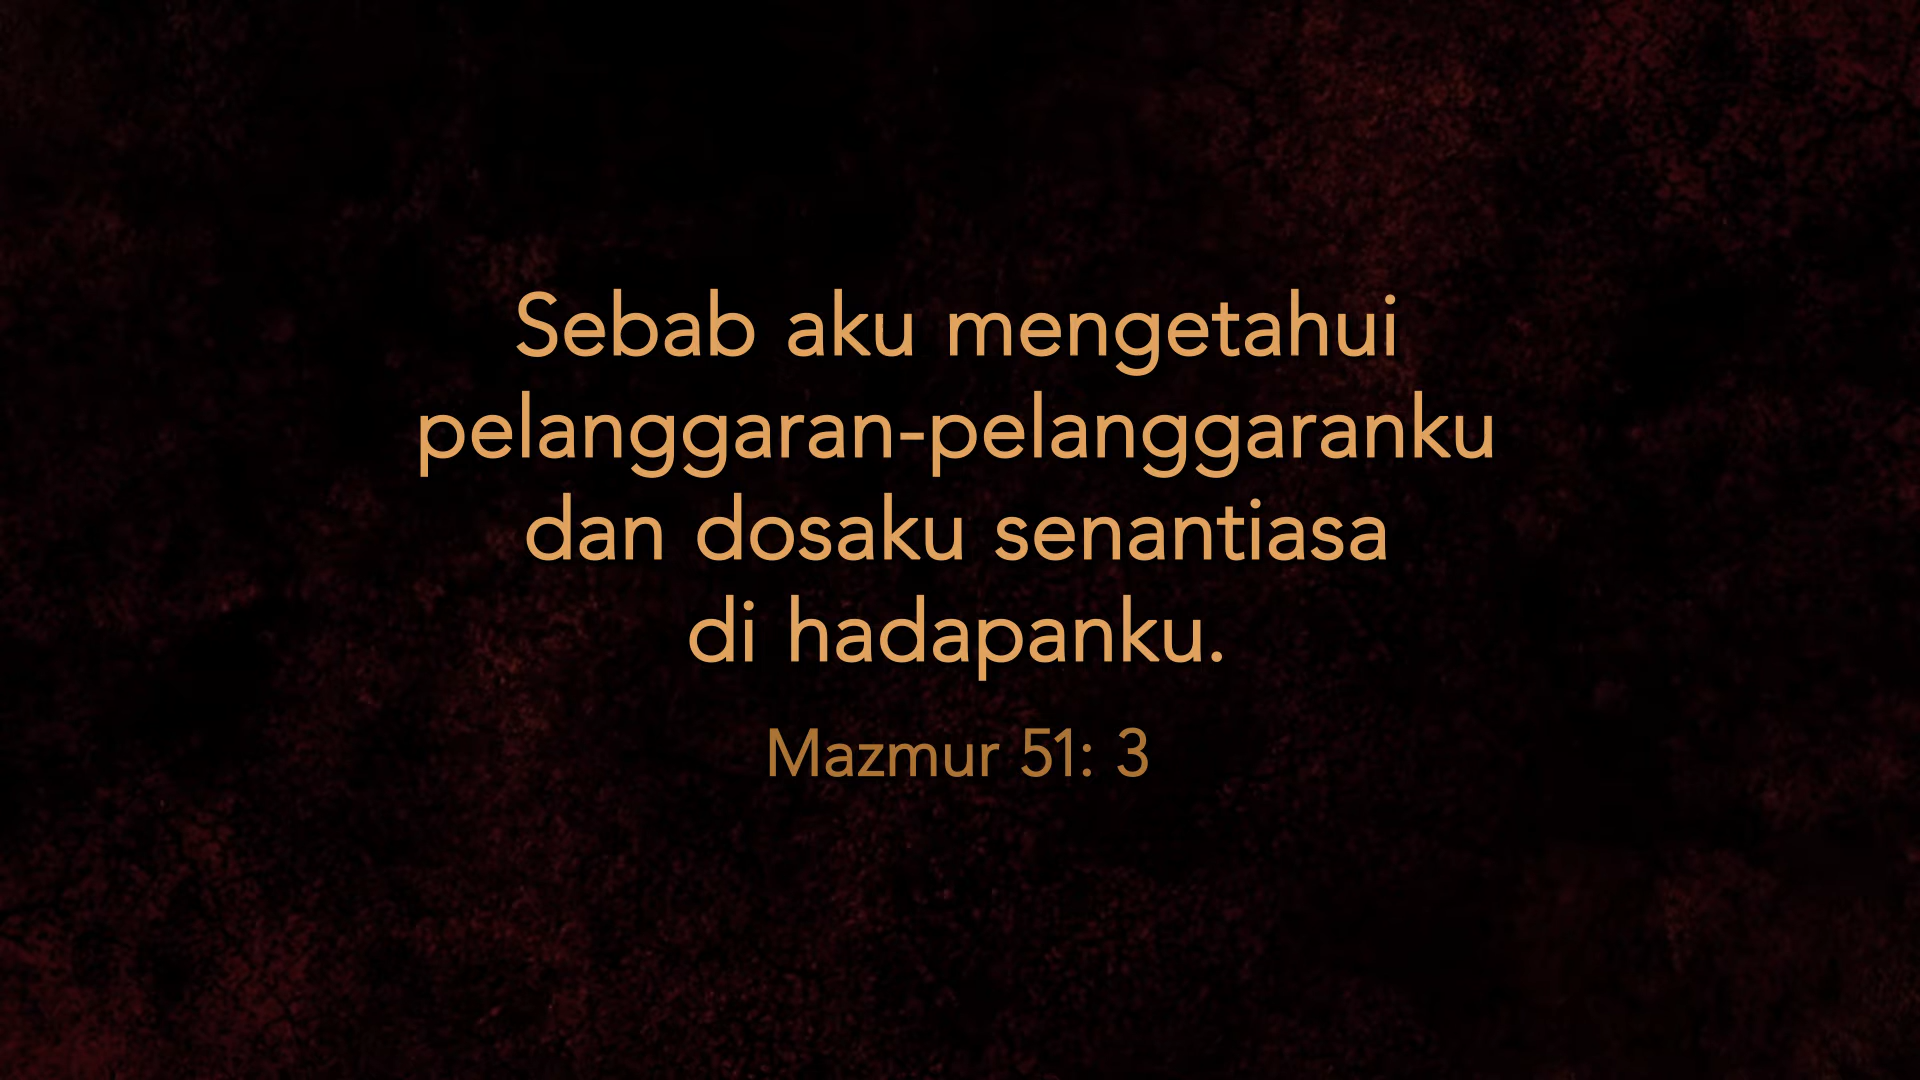 Sebab aku mengetahui
pelanggaran-pelanggaranku
dan dosaku senantiasa
di hadapanku.
Mazmur 51: 3